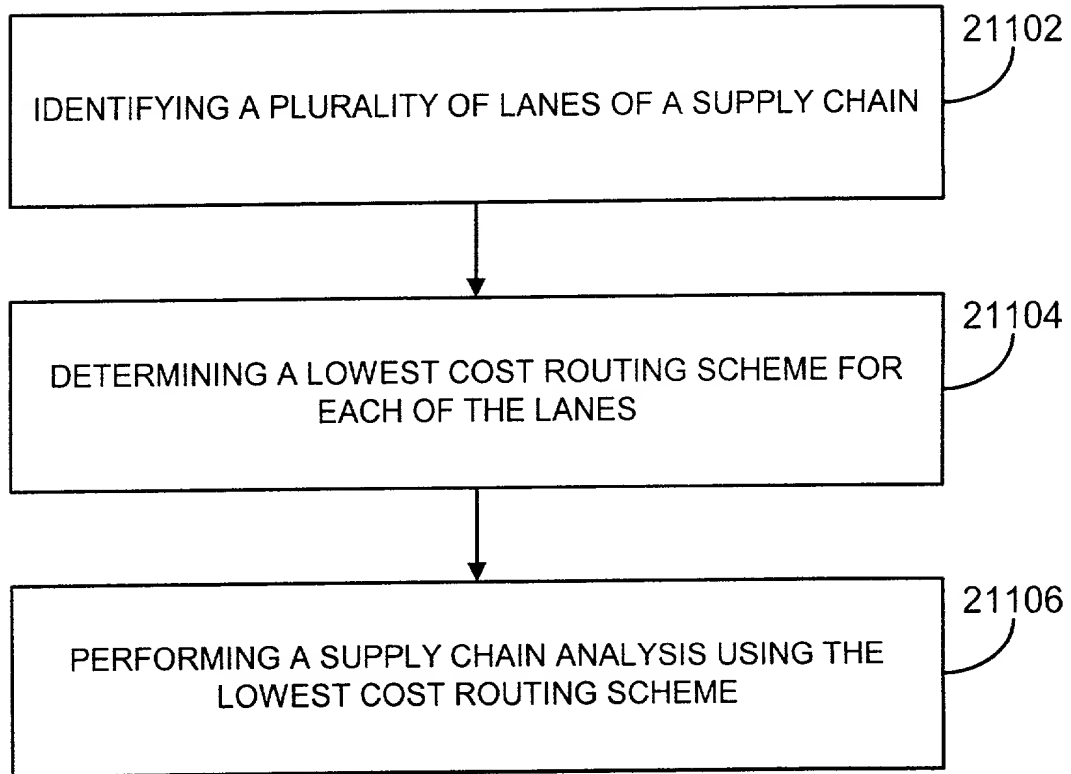 21102
IDENTIFYING A PLURALITY OF LANES OF A SUPPLY CHAIN
21104
DETERMINING A LOWEST COST ROUTING SCHEME FOR
EACH OF THE LANES
21106
PERFORMING A SUPPLY CHAIN ANALYSIS USING THE
LOWEST COST ROUTING SCHEME